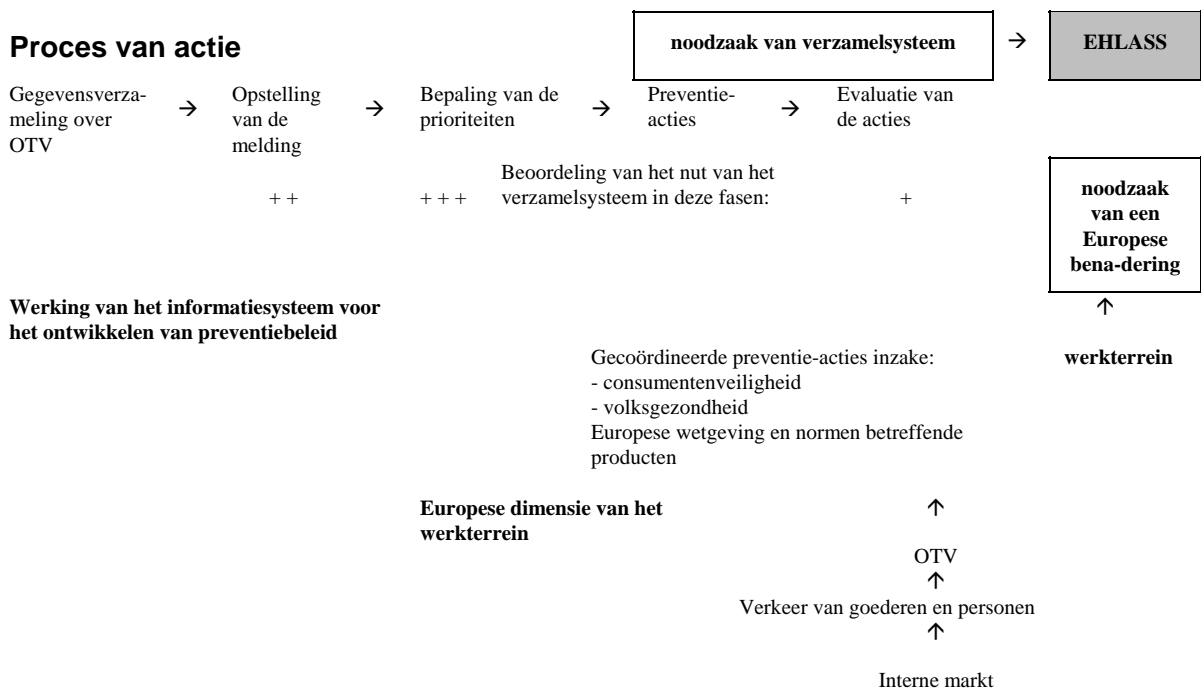 Proces van actie
noodzaak van verzamelsysteem → EHLASS
Gegevensverza-
meling over
OTV
→
Opstelling
van de
melding
→
Bepaling van de
prioriteiten
→
Preventie-
acties
→
Evaluatie van
de acties
Beoordeling van het nut van het
+ + + + + verzamelsysteem in deze fasen: +
noodzaak
van een
Europese
bena-dering
↑
werkterrein
Werking van het informatiesysteem voor
het ontwikkelen van preventiebeleid
Gecoördineerde preventie-acties inzake:
- consumentenveiligheid
- volksgezondheid
Europese wetgeving en normen betreffende
producten
Europese dimensie van het
werkterrein
↑
OTV
↑
Verkeer van goederen en personen
↑
Interne markt